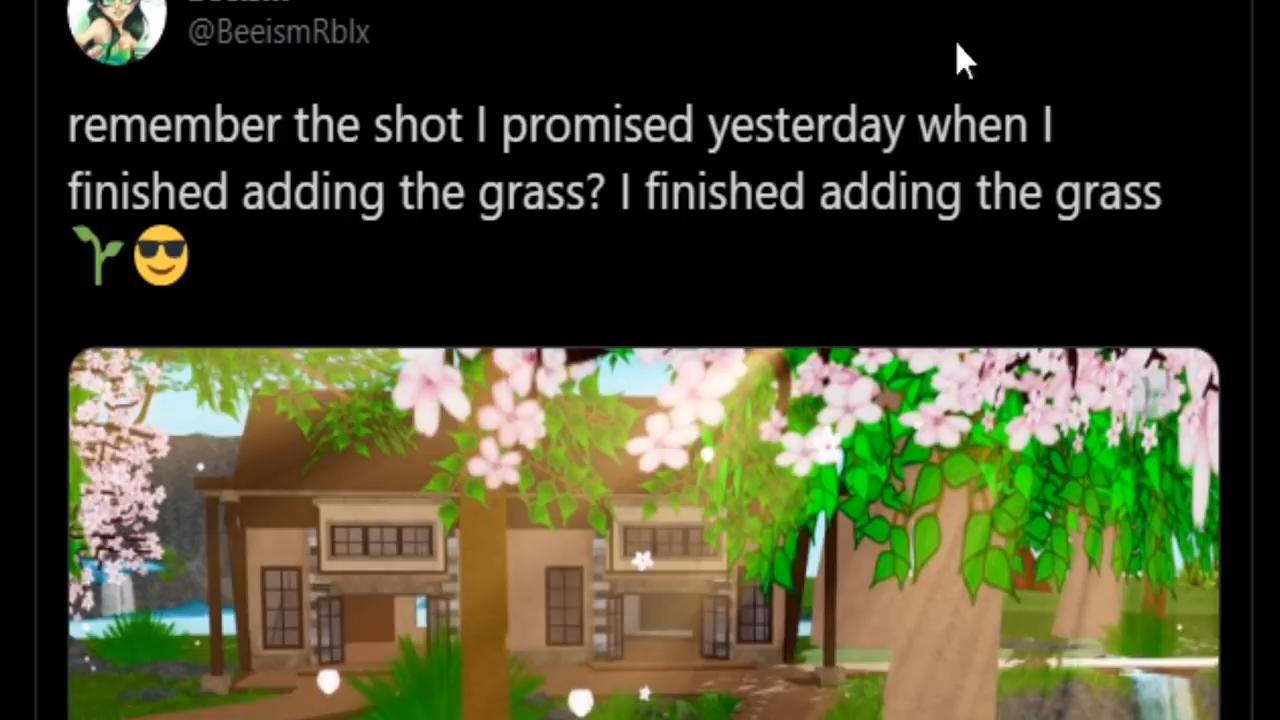 @BeeismRblx
remember the shot I promised yesterday when I
finished adding the grass? I finished adding the grass
🌱😎